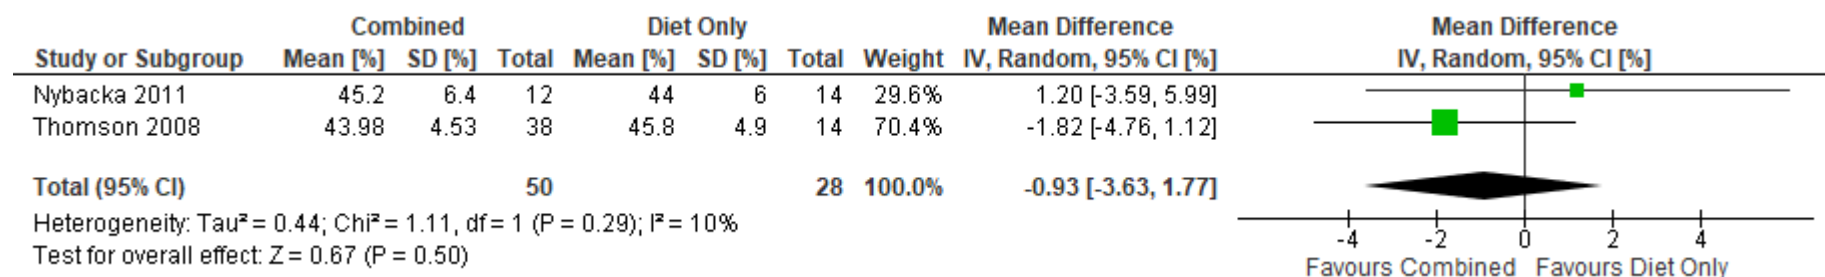 Combined Diet Only Mean Difference Mean Difference
Study or Subgroup Mean [%] SD [%] Total Mean [%] SD [%] Total Weight IV, Random, 95% CI [%] IV, Random, 95% CI [%]
Nybacka 2011 45.2 6.4 12 44 6 14 29.6% 1.20 [-3.59, 5.99]
Thomson 2008 43.98 4.53 38 45.8 4.9 14 70.4% -1.82 [-4.76, 1.12]
Total (95% CI) 50 28 100.0% -0.93 [-3.63, 1.77]
Heterogeneity: Tau² = 0.44; Chi² = 1.11, df = 1 (P = 0.29); I² = 10%
Test for overall effect: Z = 0.67 (P = 0.50)
-4 -2 0 2 4
Favours Combined Favours Diet Only